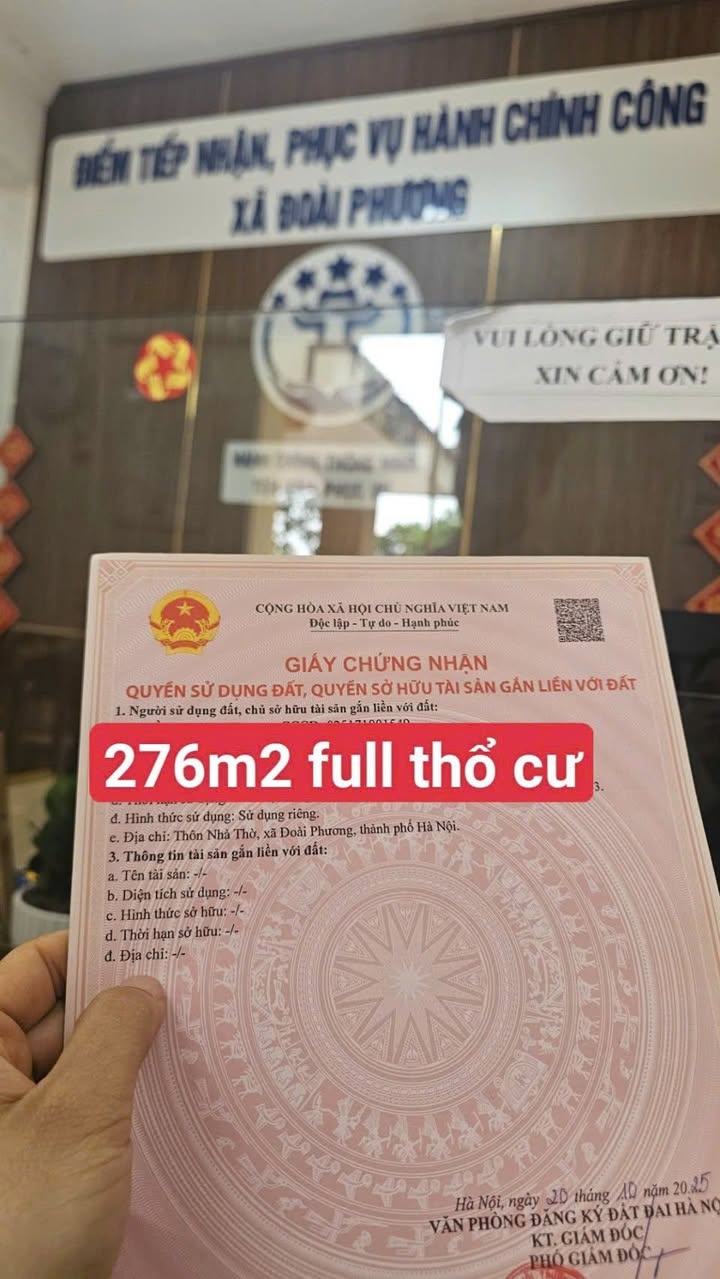 ĐIỂM TIẾP NHẬN, PHỤC VỤ HÀNH CHÍNH CÔNG
XÃ ĐOÀI PHƯƠNG
VUI LÒNG GIỮ TRẬ
XIN CẢM ƠN!
CỘNG HÒA XÃ HỘI CHỦ NGHĨA VIỆT NAM
Độc lập - Tự do - Hạnh phúc
GIẤY CHỨNG NHẬN
QUYỀN SỬ DỤNG ĐẤT, QUYỀN SỞ HỮU TÀI SẢN GẮN LIỀN VỚI ĐẤT
1. Người sử dụng đất, chủ sở hữu tài sản gắn liền với đất:
276m2 full thổ cư
3.
đ. Hình thức sử dụng: Sử dụng riêng.
e. Địa chỉ: Thôn Nhà Thờ, xã Đoài Phương, thành phố Hà Nội.
3. Thông tin tài sản gắn liền với đất:
a. Tên tài sản: -/-
b. Diện tích sử dụng: -/-
c. Hình thức sở hữu: -/-
d. Thời hạn sở hữu: -/-
đ. Địa chỉ: -/-
Hà Nội, ngày 20 tháng 10 năm 2025
VĂN PHÒNG ĐĂNG KÝ ĐẤT ĐAI HÀ NỘ
KT. GIÁM ĐỐC
PHÓ GIÁM ĐỐC